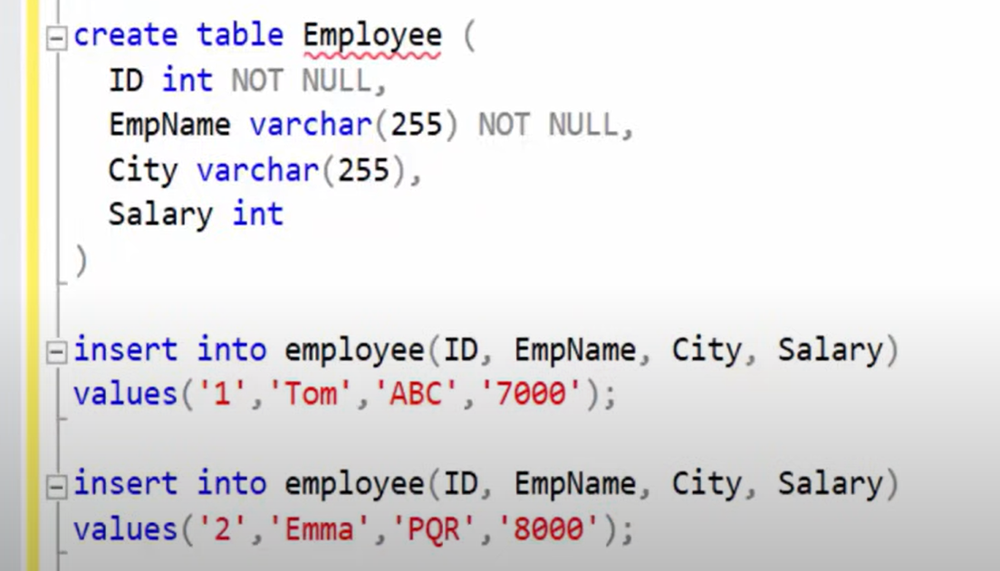 create table Employee (
ID int NOT NULL,
EmpName varchar(255) NOT NULL,
City varchar(255),
Salary int
)
insert into employee(ID, EmpName, City, Salary)
values('1','Tom','ABC','7000');
insert into employee(ID, EmpName, City, Salary)
values('2','Emma','PQR','8000');